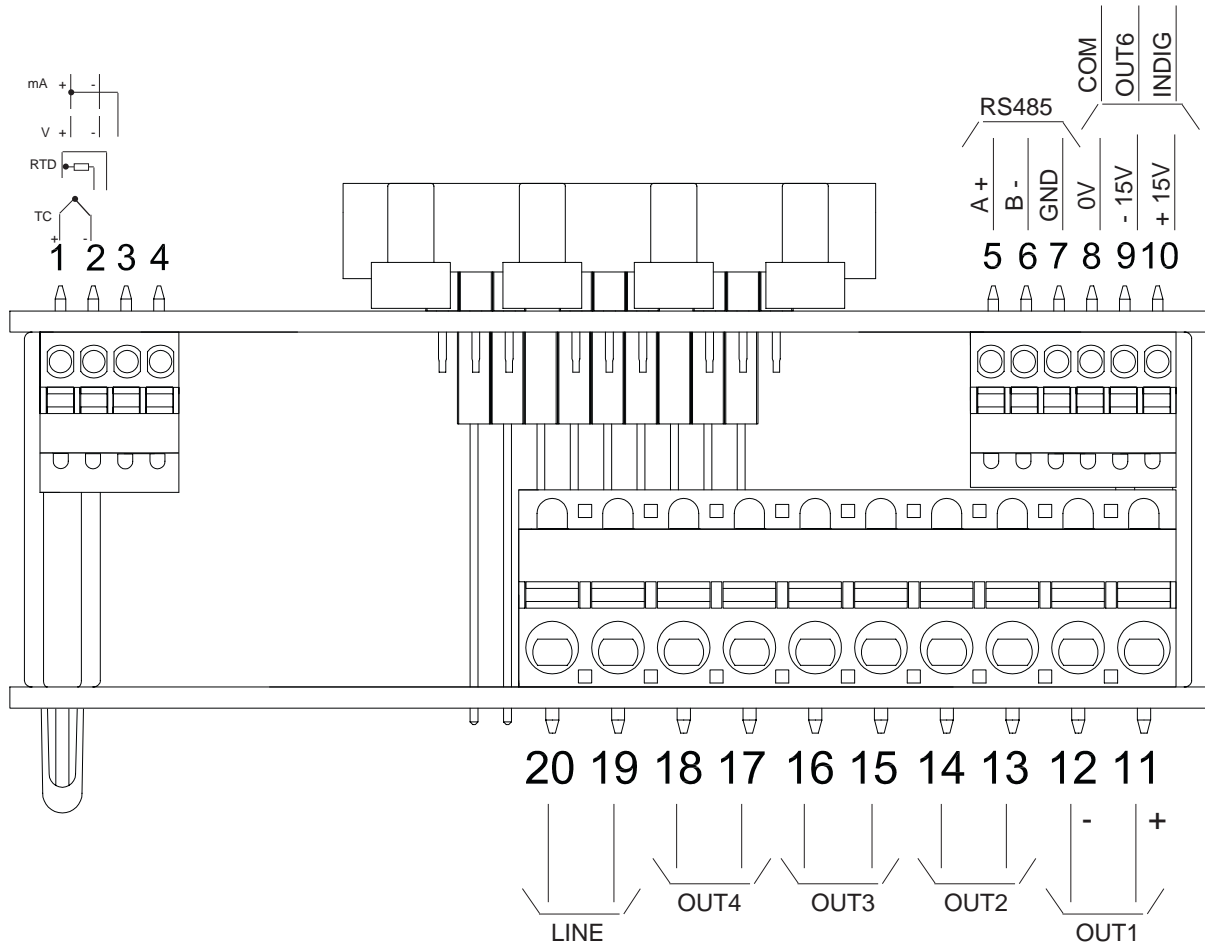 COM
OUT6
INDIG
mA + -
V + -
RTD
TC
+ -
RS485
A +
B -
GND
0V
- 15V
+ 15V
1 2 3 4
5 6 7 8 9 10
20 19 18 17 16 15 14 13 12 11
- +
OUT4 OUT3 OUT2
LINE OUT1